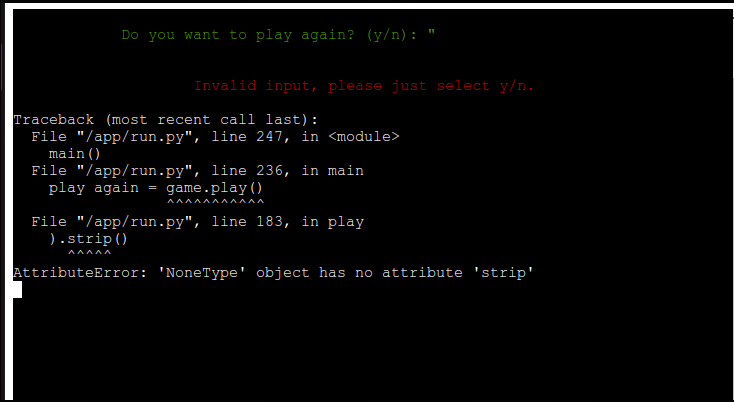 Do you want to play again? (y/n): "
Invalid input, please just select y/n.
Traceback (most recent call last):
File "/app/run.py", line 247, in <module>
main()
File "/app/run.py", line 236, in main
play again = game.play()
^^^^^^^^^^^
File "/app/run.py", line 183, in play
).strip()
^^^^^
AttributeError: 'NoneType' object has no attribute 'strip'